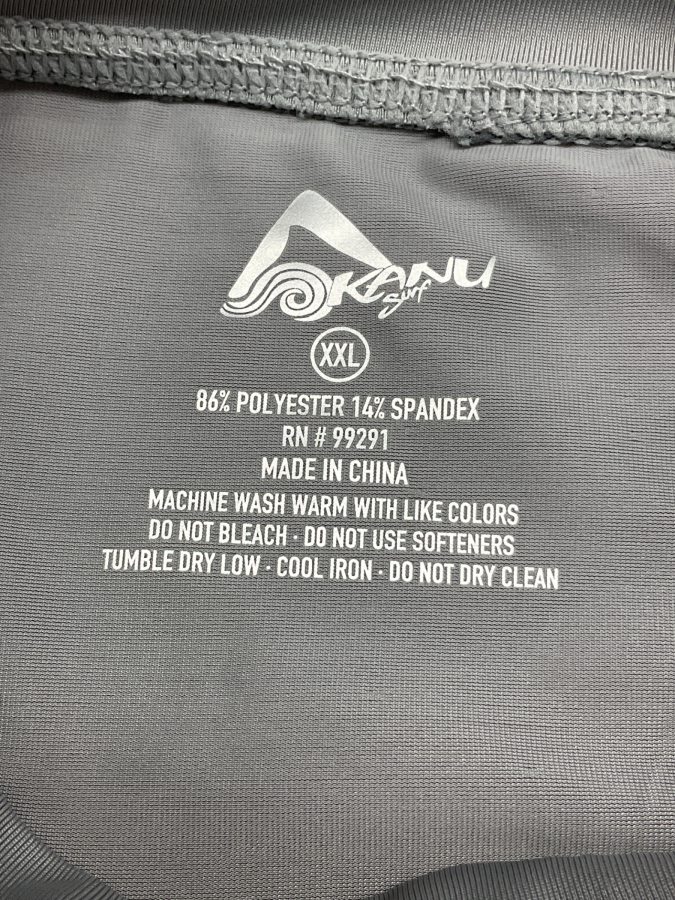 KANU
Surf
XXL
86% POLYESTER 14% SPANDEX
RN # 99291
MADE IN CHINA
MACHINE WASH WARM WITH LIKE COLORS
DO NOT BLEACH · DO NOT USE SOFTENERS
TUMBLE DRY LOW · COOL IRON · DO NOT DRY CLEAN